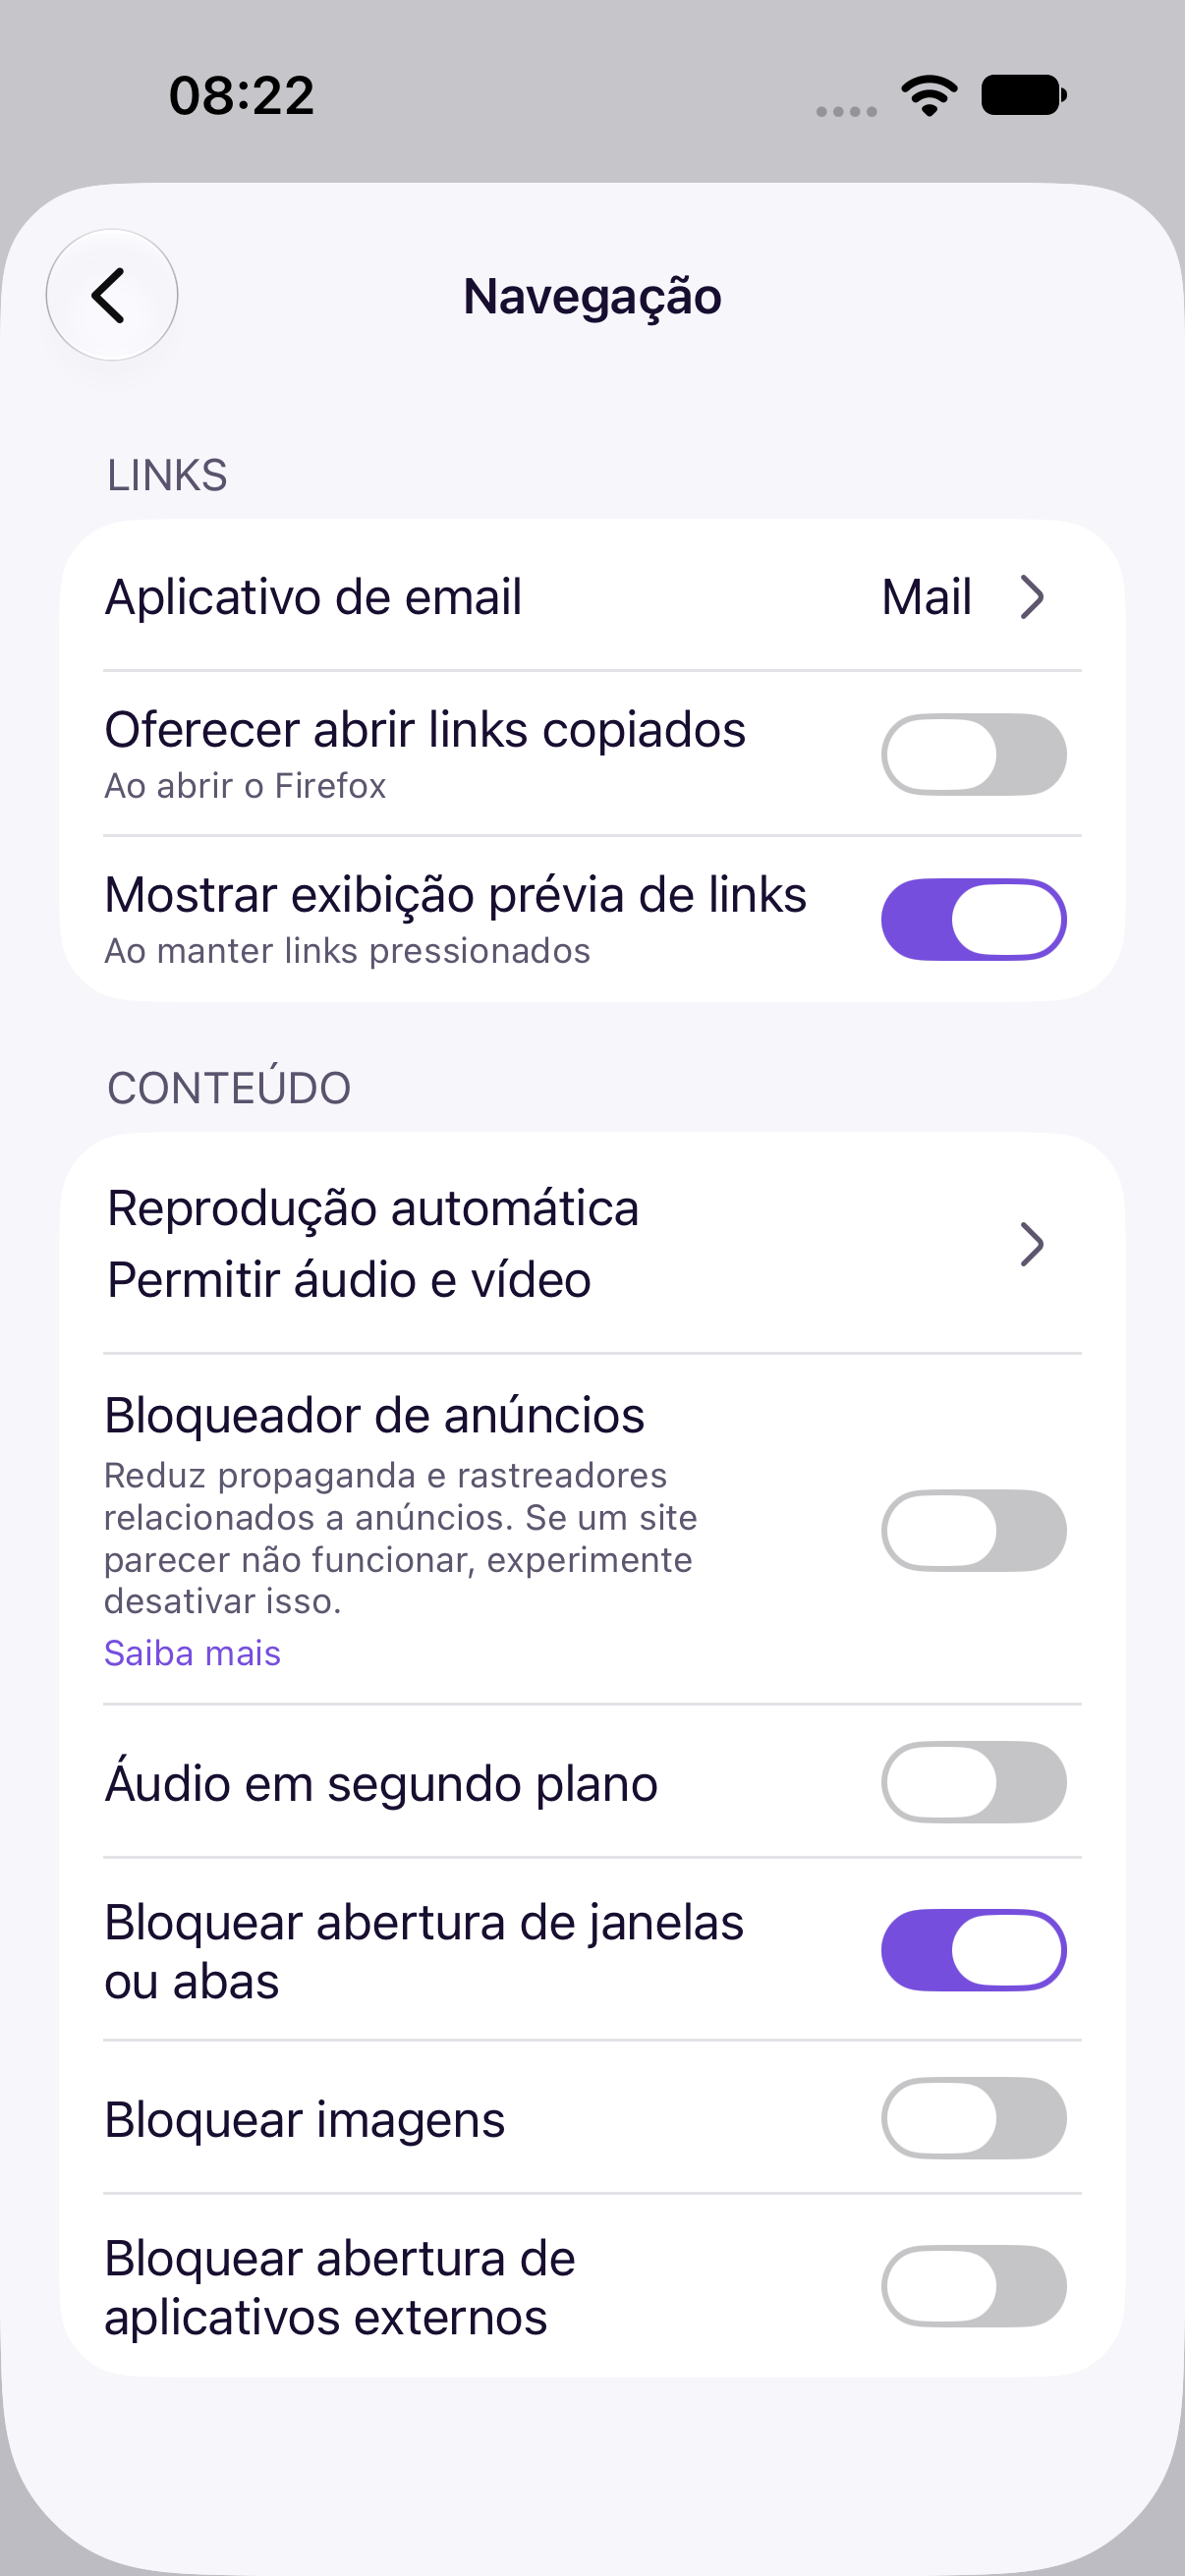 08:22
Navegação
LINKS
Aplicativo de email
Mail
Oferecer abrir links copiados
Ao abrir o Firefox
Mostrar exibição prévia de links
Ao manter links pressionados
CONTEÚDO
Reprodução automática
Permitir áudio e vídeo
Bloqueador de anúncios
Reduz propaganda e rastreadores
relacionados a anúncios. Se um site
parecer não funcionar, experimente
desativar isso.
Saiba mais
Áudio em segundo plano
Bloquear abertura de janelas
ou abas
Bloquear imagens
Bloquear abertura de
aplicativos externos